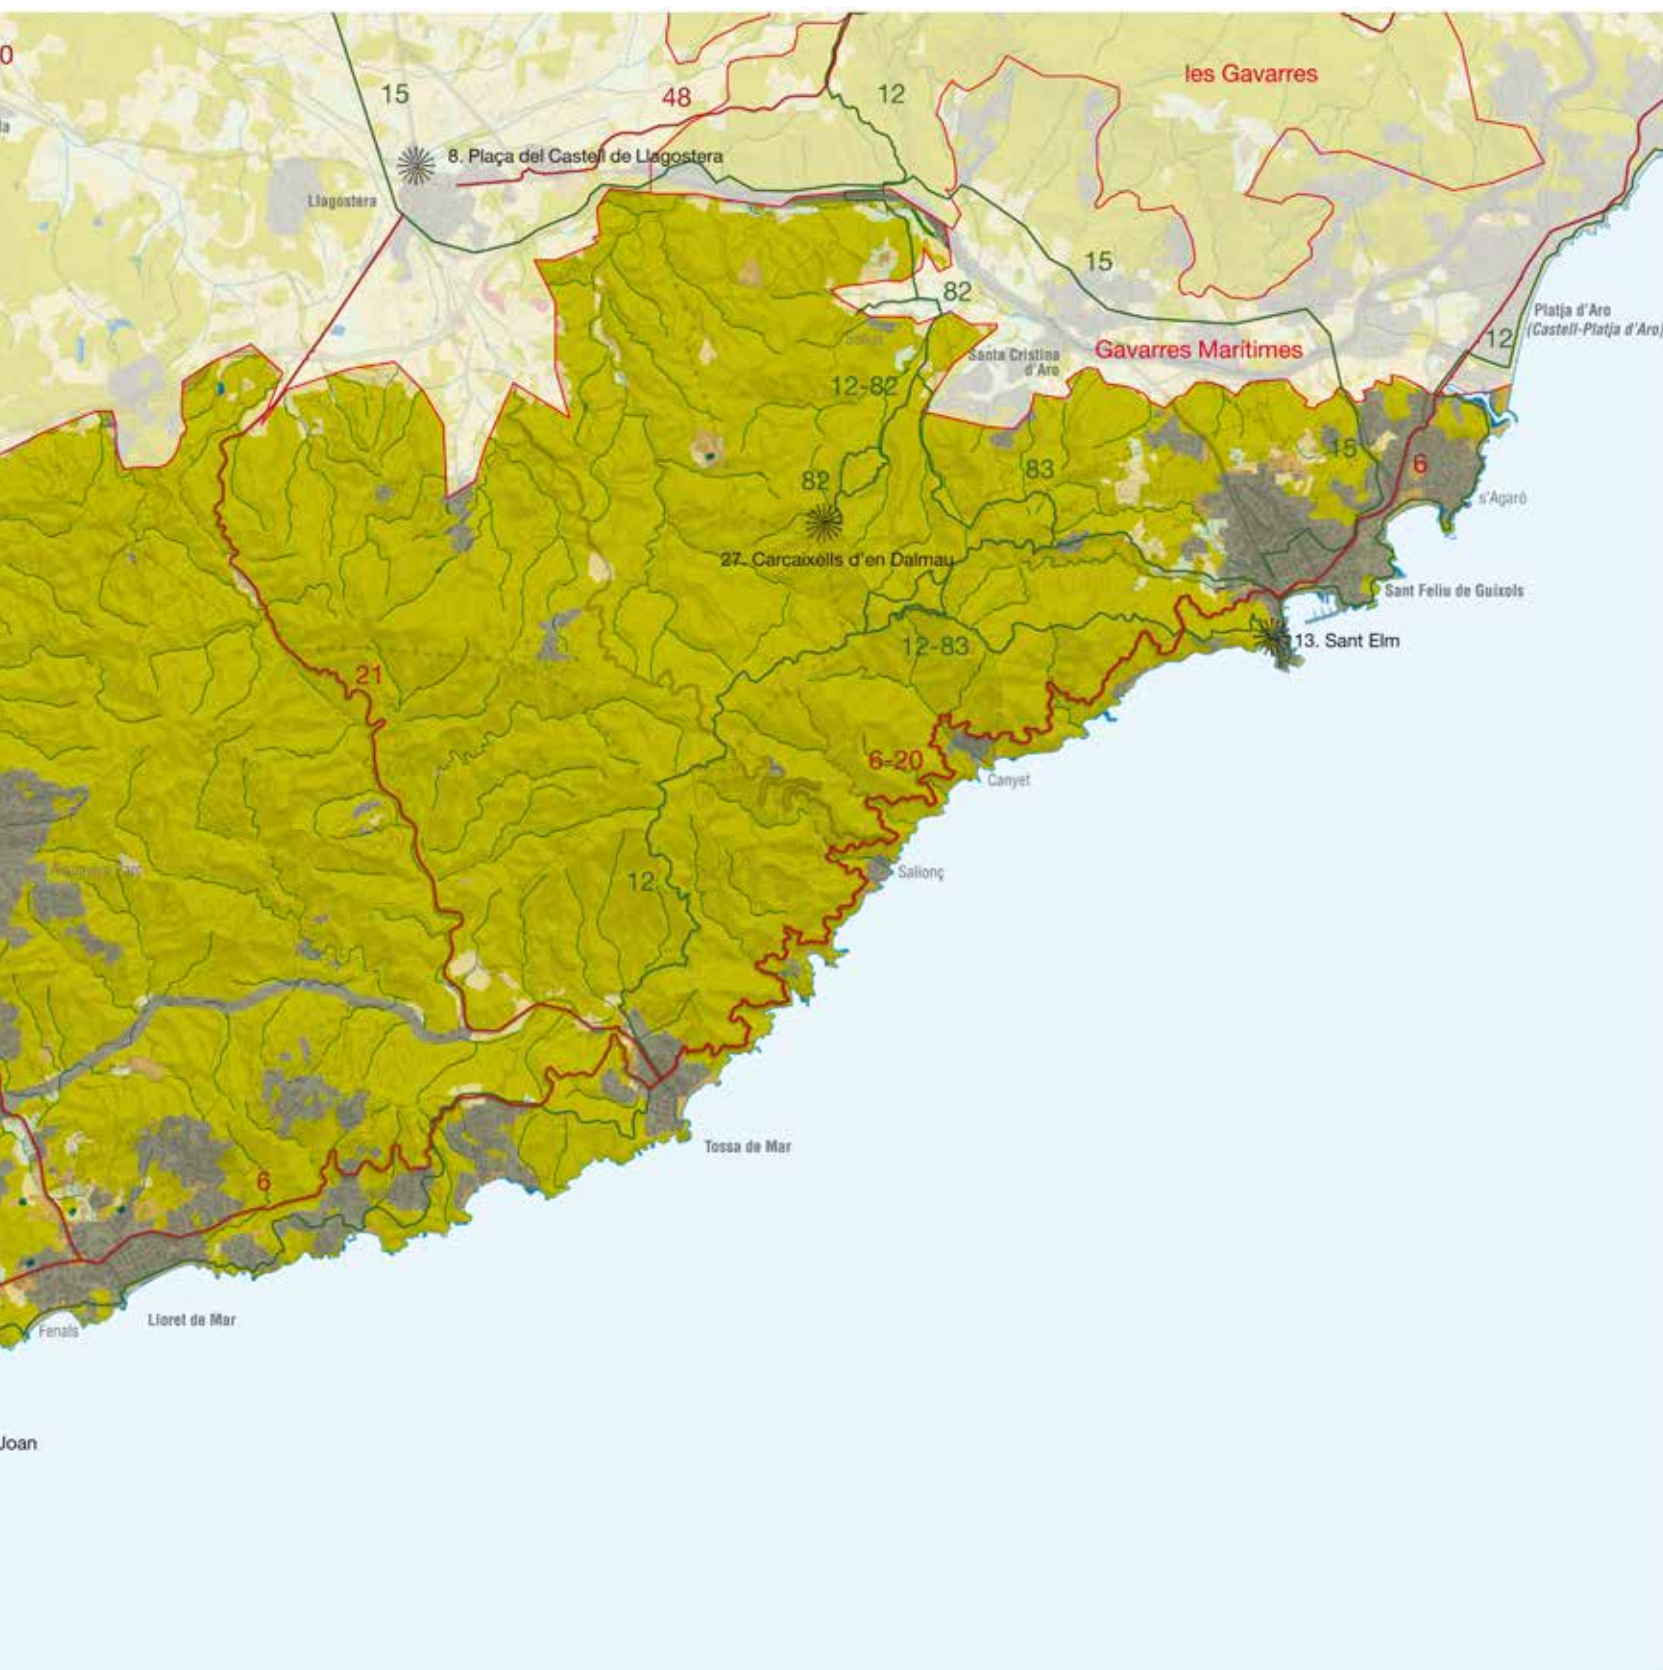 0
les Gavarres
15
48
12
la
8. Plaça del Castell de Llagostera
Llagostera
15
82
Platja d'Aro
(Castell-Platja d'Aro)
12
Solius
Santa Cristina
d'Aro
Gavarres Marítimes
12-82
15
6
83
82
s'Agaró
27. Carcaixells d'en Dalmau
Sant Feliu de Guíxols
12-83
13. Sant Elm
21
6-20
Canyet
12
Salionç
Tossa de Mar
6
Lloret de Mar
Fenals
Joan